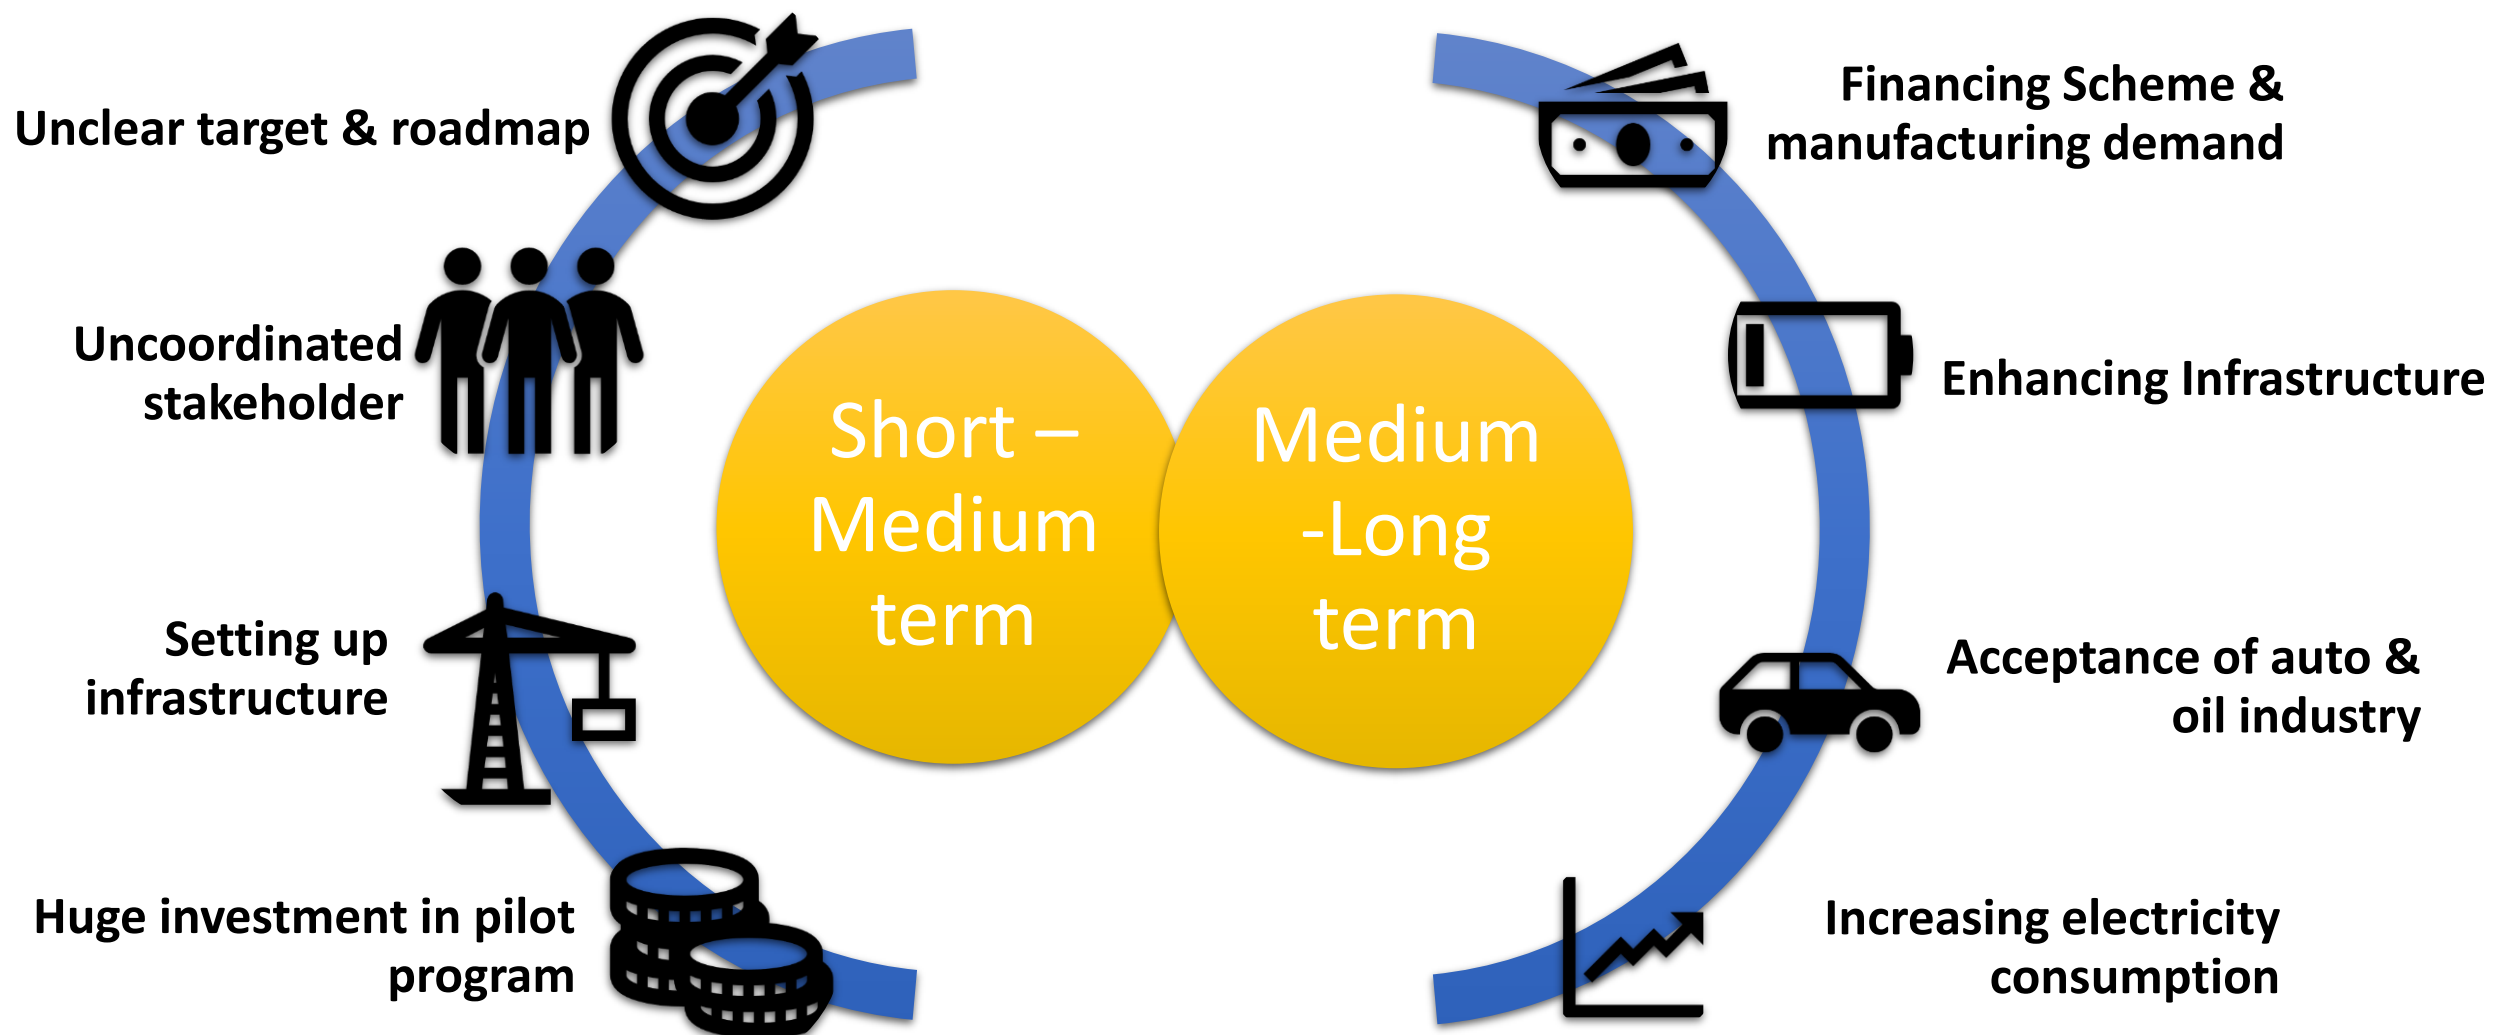 Unclear target & roadmap
Uncoordinated
stakeholder
Setting up
infrastructure
Huge investment in pilot
program
Short –
Medium
term
Medium
-Long
term
Financing Scheme &
manufacturing demand
Enhancing Infrastructure
Acceptance of auto &
oil industry
Increasing electricity
consumption